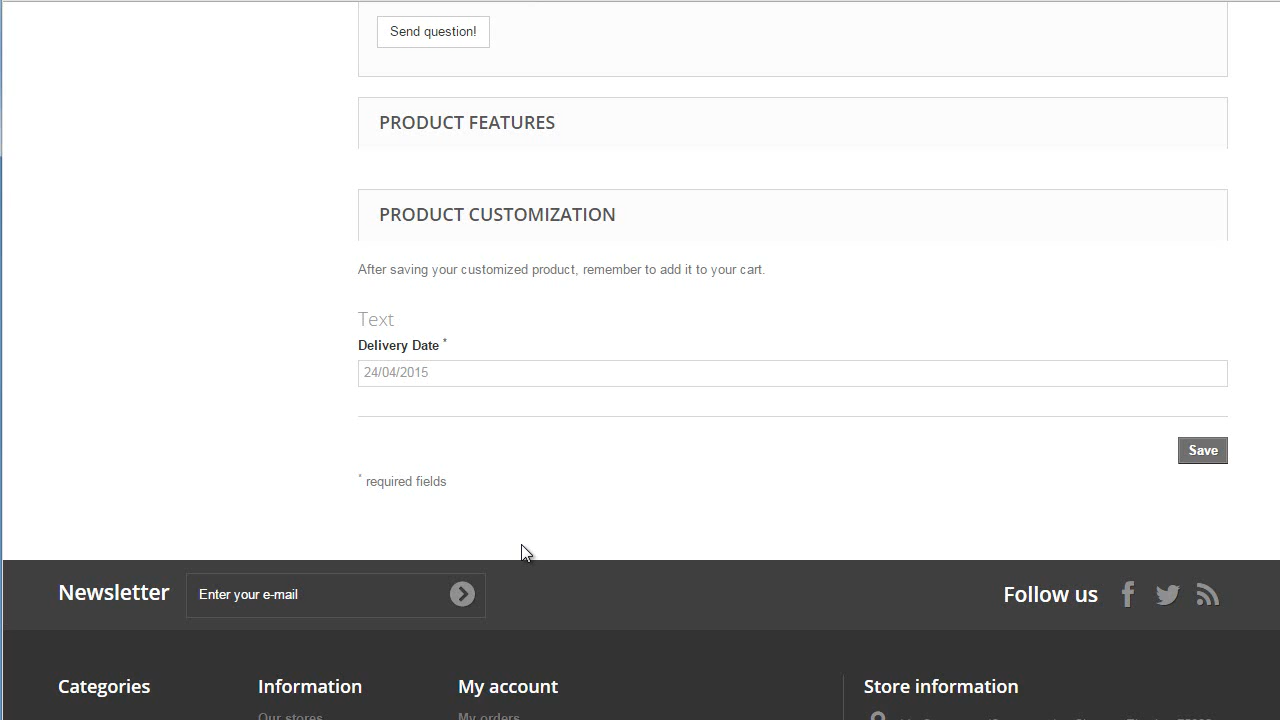 Send question!
PRODUCT FEATURES
PRODUCT CUSTOMIZATION
After saving your customized product, remember to add it to your cart.
Text
Delivery Date *
24/04/2015
Save
* required fields
Newsletter
Enter your e-mail
Follow us
Categories
Information
My account
Store information
Our stores
My orders